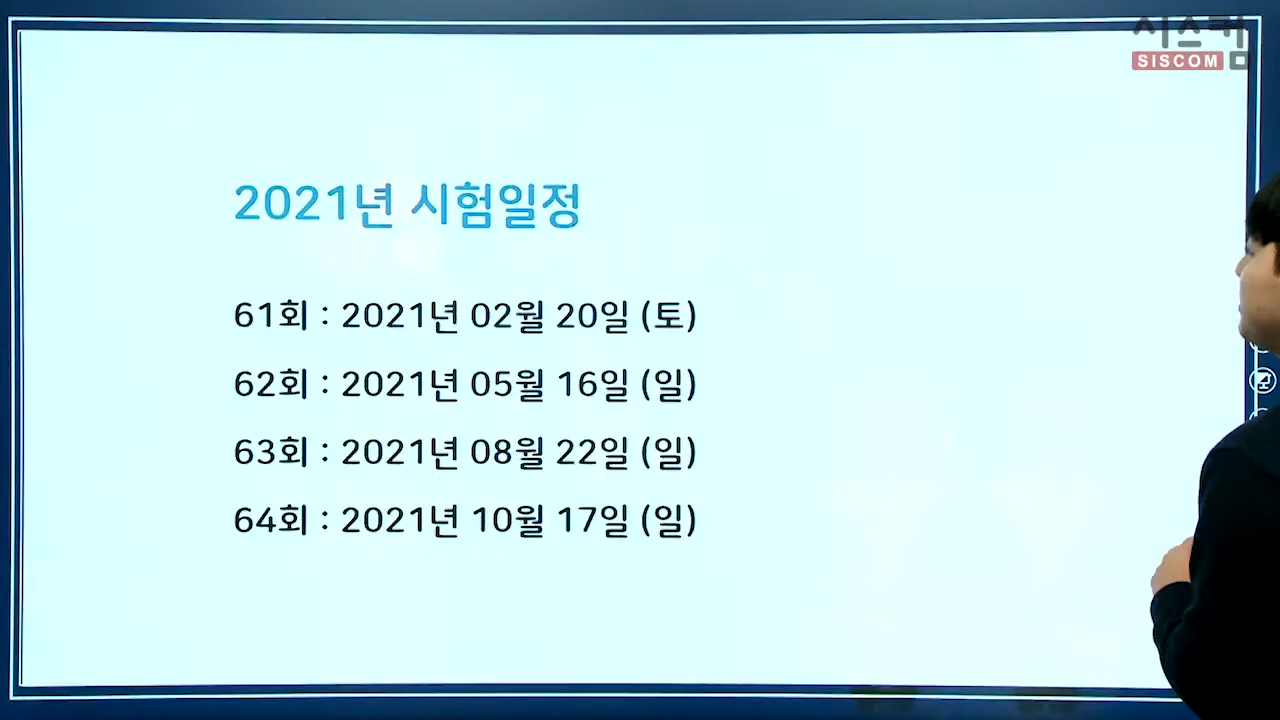 시스컴
SISCOM
2021년 시험일정
61회 : 2021년 02월 20일 (토)
62회 : 2021년 05월 16일 (일)
63회 : 2021년 08월 22일 (일)
64회 : 2021년 10월 17일 (일)